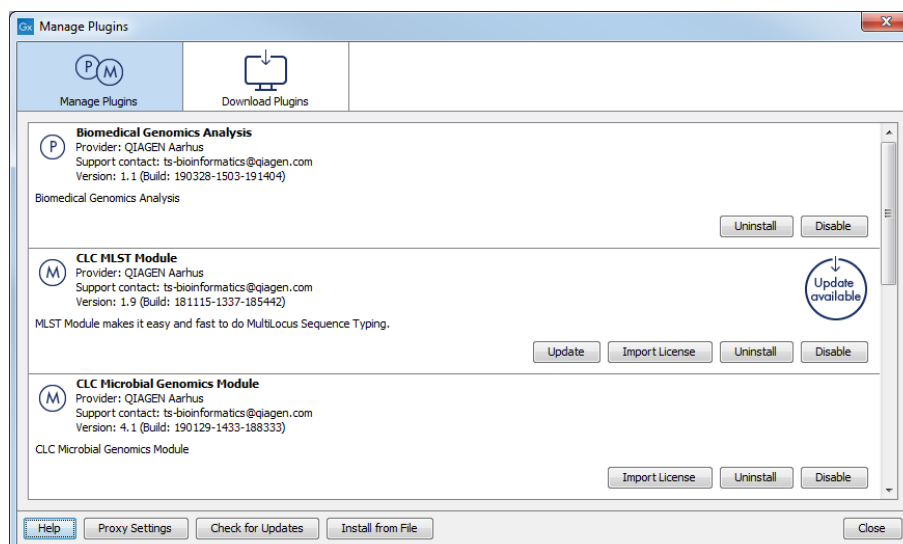 Gx Manage Plugins
P M
Manage Plugins
Download Plugins
P
Biomedical Genomics Analysis
Provider: QIAGEN Aarhus
Support contact: ts-bioinformatics@qiagen.com
Version: 1.1 (Build: 190328-1503-191404)
Biomedical Genomics Analysis
Uninstall
Disable
M
CLC MLST Module
Provider: QIAGEN Aarhus
Support contact: ts-bioinformatics@qiagen.com
Version: 1.9 (Build: 181115-1337-185442)
Update
available
MLST Module makes it easy and fast to do MultiLocus Sequence Typing.
Update
Import License
Uninstall
Disable
M
CLC Microbial Genomics Module
Provider: QIAGEN Aarhus
Support contact: ts-bioinformatics@qiagen.com
Version: 4.1 (Build: 190129-1433-188333)
CLC Microbial Genomics Module
Import License
Uninstall
Disable
Help
Proxy Settings
Check for Updates
Install from File
Close